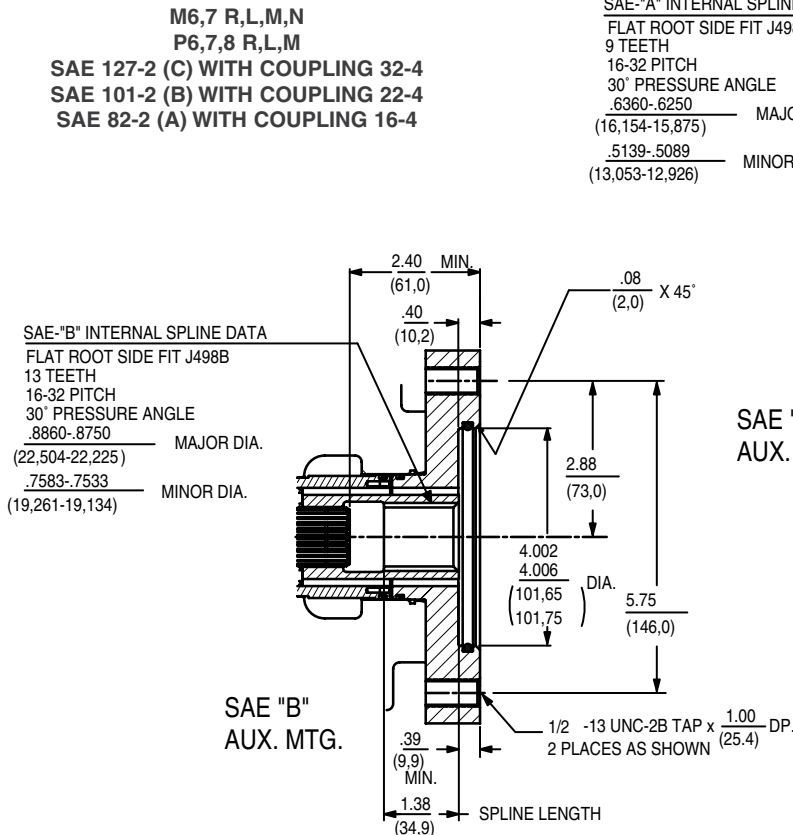 M6,7 R,L,M,N
P6,7,8 R,L,M
SAE 127-2 (C) WITH COUPLING 32-4
SAE 101-2 (B) WITH COUPLING 22-4
SAE 82-2 (A) WITH COUPLING 16-4
SAE-"A" INTERNAL SPLINE
FLAT ROOT SIDE FIT
9 TEETH
16-32 PITCH
30° PRESSURE ANGLE
.6360-.6250
(16,154-15,875)
.5139-.5089
MINOR
(13,053-12,926)
2.40 MIN.
(61,0)
.08
(2,0) X 45°
.40
(10,2)
SAE-"B" INTERNAL SPLINE DATA
FLAT ROOT SIDE FIT J498B
13 TEETH
16-32 PITCH
30° PRESSURE ANGLE
.8860-.8750
MAJOR DIA.
(22,504-22,225)
.7583-.7533
MINOR DIA.
(19,261-19,134)
SAE
AUX.
2.88
(73,0)
4.002
4.006
DIA.
(101,65
101,75)
5.75
(146,0)
SAE "B"
AUX. MTG.
1/2 -13 UNC-2B TAP x 1.00 DP.
(25.4)
2 PLACES AS SHOWN
.39
(9,9)
MIN.
1.38
(34,9)
SPLINE LENGTH